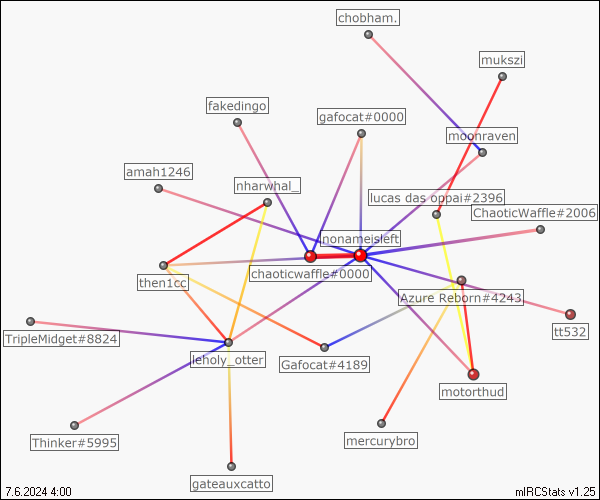 chobham.
mukszi
fakedingo
gafocat#0000
moonraven
amah1246
nharwhal_
lucas das oppai#2396
ChaoticWaffle#2006
nonameisleft
chaoticwaffle#0000
then1cc
Azure Reborn#4243
tt532
TripleMidget#8824
leholy_otter
Gafocat#4189
motorthud
Thinker#5995
mercurybro
gateauxcatto
7.6.2024 4:00
mIRCStats v1.25